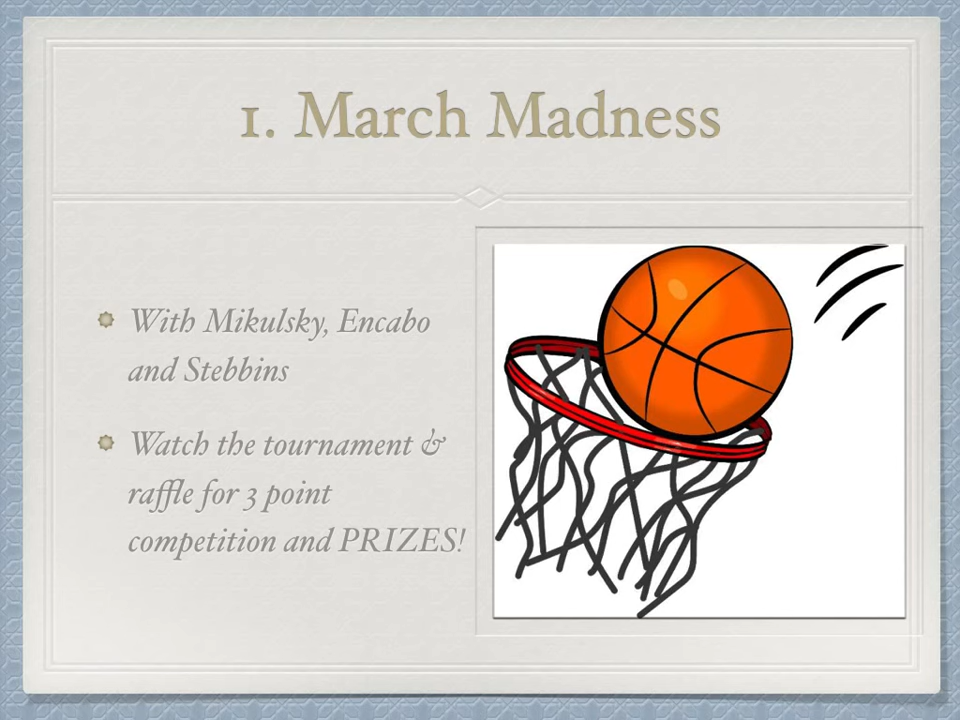 1. March Madness
With Mikulsky, Encabo
and Stebbins
Watch the tournament &
raffle for 3 point
competition and PRIZES!